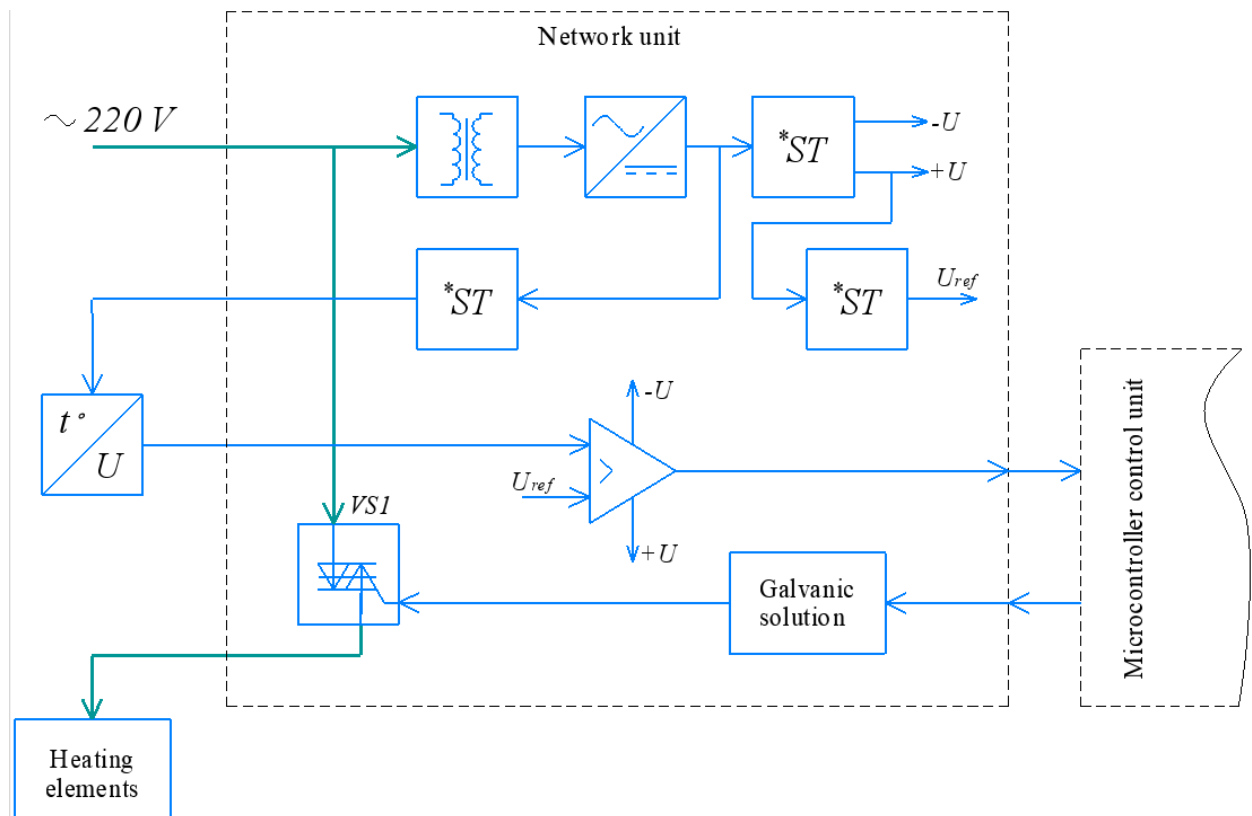 Network unit
~ 220 V
*ST
-U
+U
*ST
*ST
Uref
t°
U
-U
Uref
+U
VS1
Galvanic
solution
Microcontroller control unit
Heating
elements